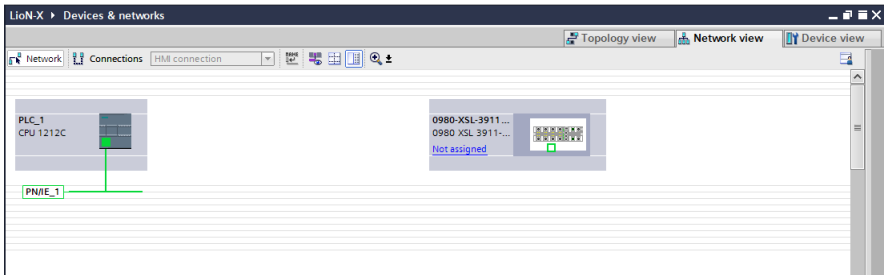 LioN-X ▸ Devices & networks
Topology view Network view Device view
Network Connections HMI connection
PLC_1
CPU 1212C
0980-XSL-3911...
0980 XSL 3911-...
Not assigned
PN/IE_1